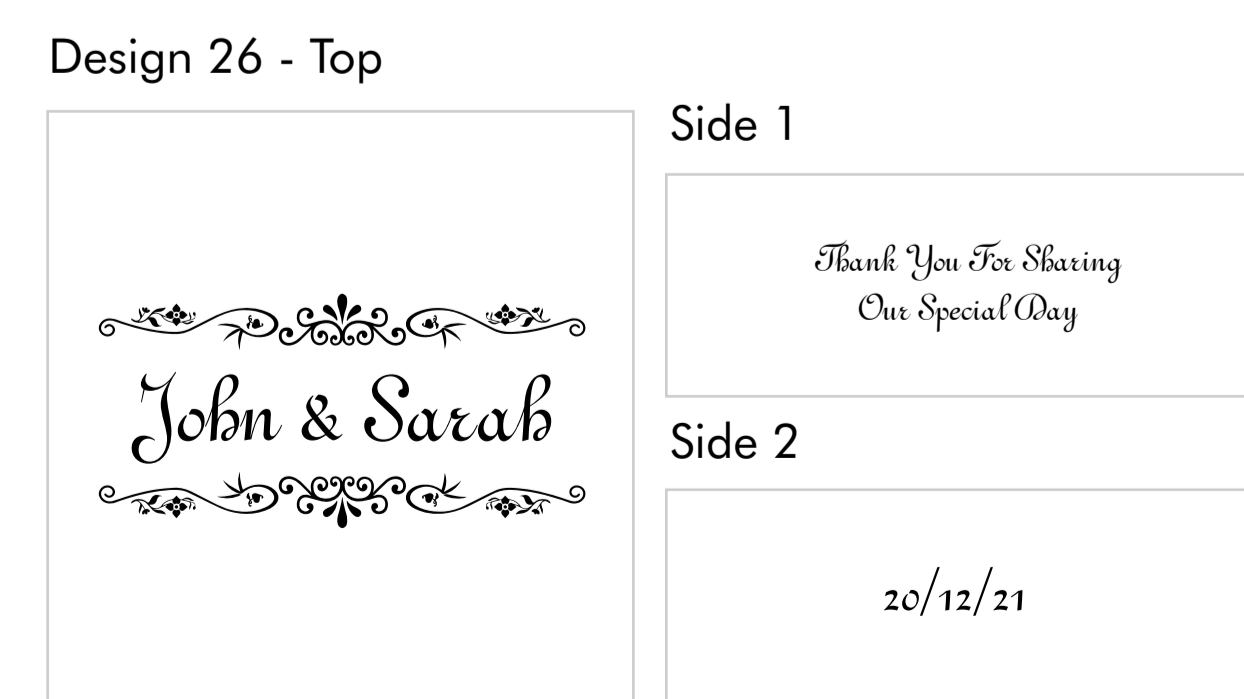 Design 26 - Top
John & Sarah
Side 1
Thank You For Sharing
Our Special Day
Side 2
20/12/21